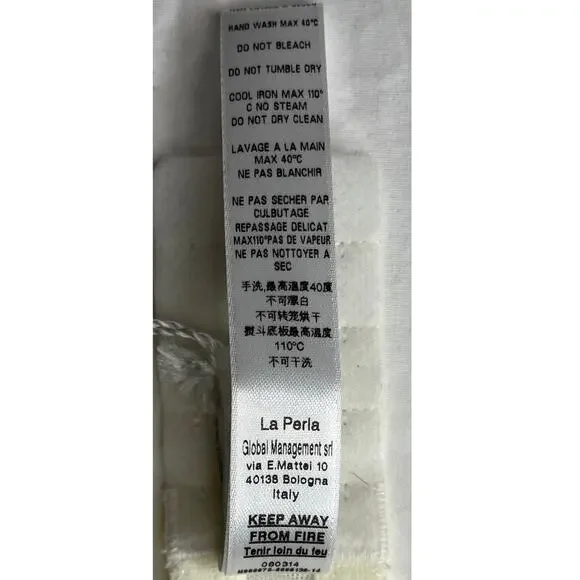 HAND WASH MAX 40°C
DO NOT BLEACH
DO NOT TUMBLE DRY
COOL IRON MAX 110°
C NO STEAM
DO NOT DRY CLEAN
LAVAGE A LA MAIN
MAX 40°C
NE PAS BLANCHIR
NE PAS SECHER PAR
CULBUTAGE
REPASSAGE DELICAT
MAX110°PAS DE VAPEUR
NE PAS NOTTOYER A
SEC
手洗,最高温度40度
不可漂白
不可转笼烘干
熨斗底板最高温度
110°C
不可干洗
La Perla
Global Management srl
via E.Mattei 10
40138 Bologna
Italy
KEEP AWAY
FROM FIRE
Tenir loin du feu
080314